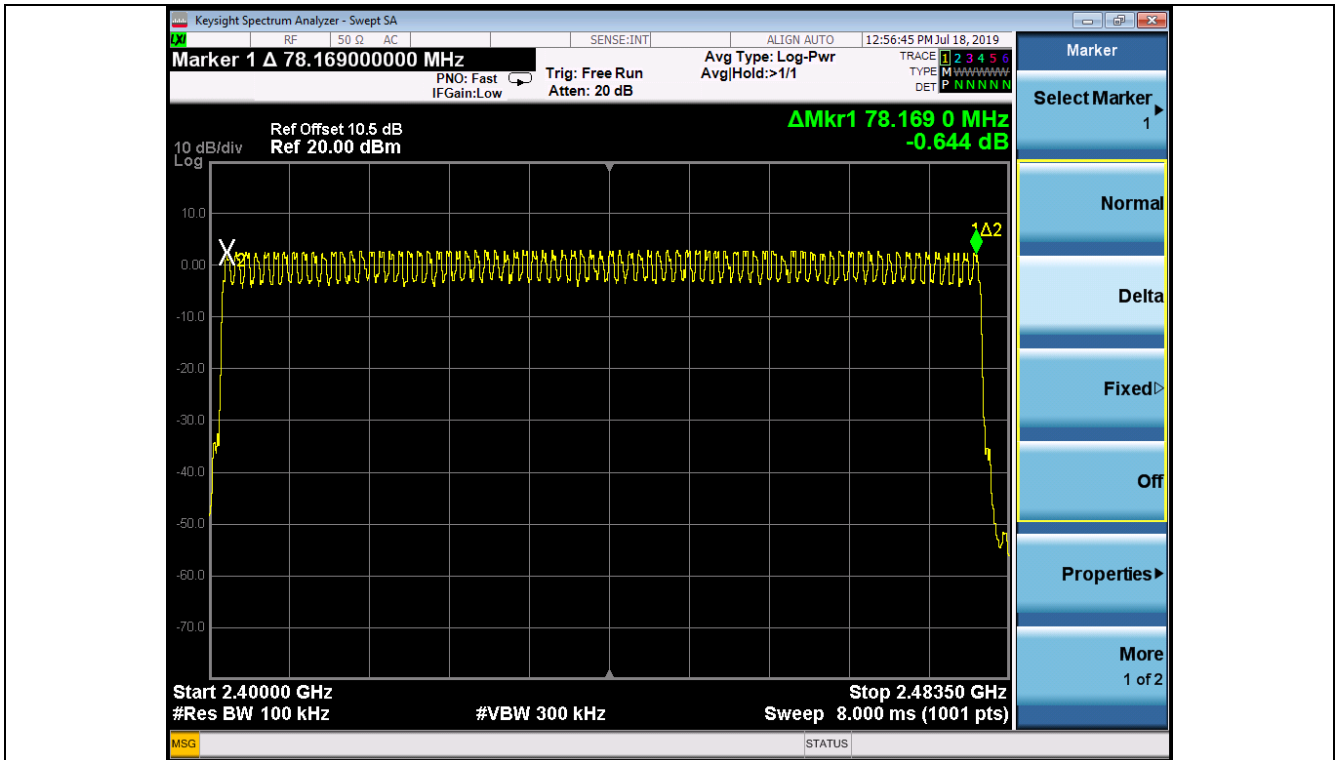 Keysight Spectrum Analyzer - Swept SA
LXI RF 50 Ω AC SENSE:INT ALIGN AUTO 12:56:45 PM Jul 18, 2019
Marker 1 Δ 78.169000000 MHz
PNO: Fast
IFGain:Low
Trig: Free Run
Atten: 20 dB
Avg Type: Log-Pwr
Avg|Hold:>1/1
TRACE 1 2 3 4 5 6
TYPE M WWWWW
DET P N N N N N
ΔMkr1 78.169 0 MHz
-0.644 dB
Ref Offset 10.5 dB
10 dB/div Ref 20.00 dBm
Log
10.0
0.00
-10.0
-20.0
-30.0
-40.0
-50.0
-60.0
-70.0
X2
1Δ2
Start 2.40000 GHz
Stop 2.48350 GHz
#Res BW 100 kHz
#VBW 300 kHz
Sweep 8.000 ms (1001 pts)
MSG
STATUS
Marker
Select Marker
1
Normal
Delta
Fixed
Off
Properties
More
1 of 2